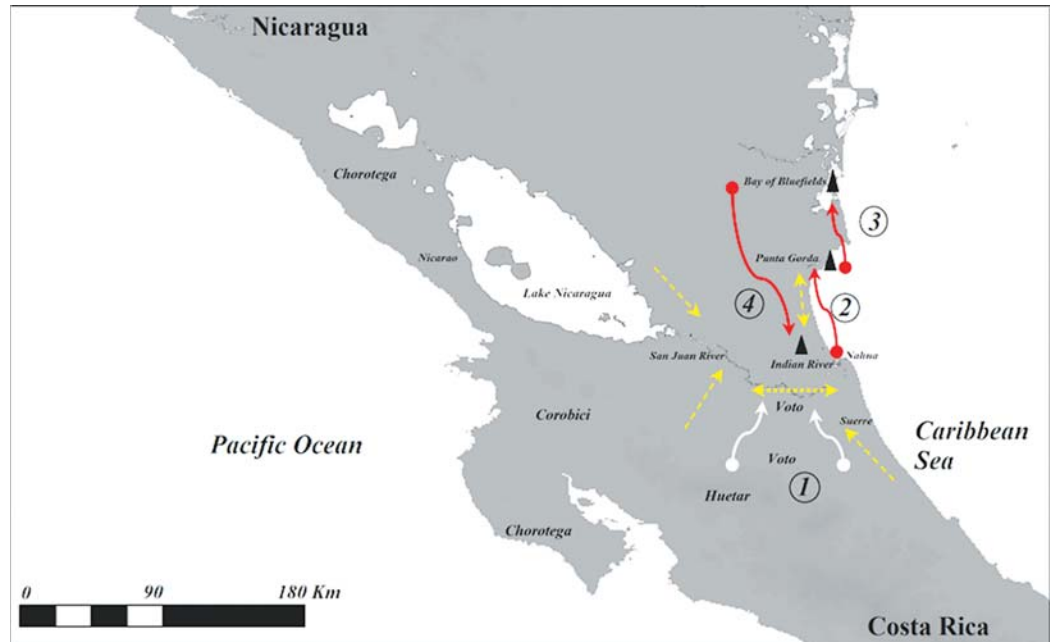 Nicaragua
Chorotega
Bay of Bluefields
3
Nicarao
Punta Gorda
Lake Nicaragua
4
2
San Juan River
Indian River
Corobici
Voto
Suerre
Pacific Ocean
Caribbean
Sea
Voto
1
Huetar
Chorotega
0 90 180 Km
Costa Rica